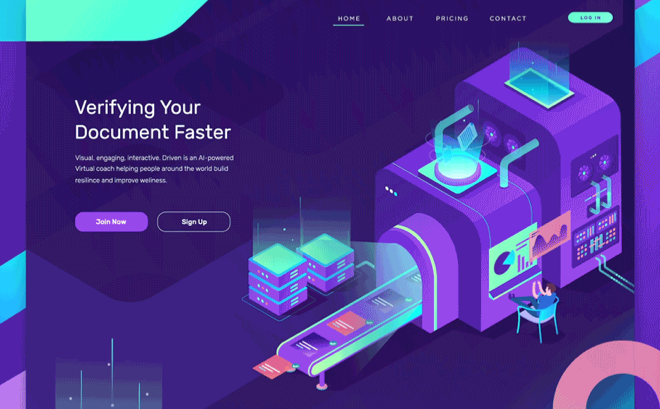 HOME ABOUT PRICING CONTACT LOG IN
Verifying Your
Document Faster
Visual, engaging, interactive. Driven is an AI-powered
Virtual coach helping people around the world build
resilince and improve wellness.
Join Now Sign Up